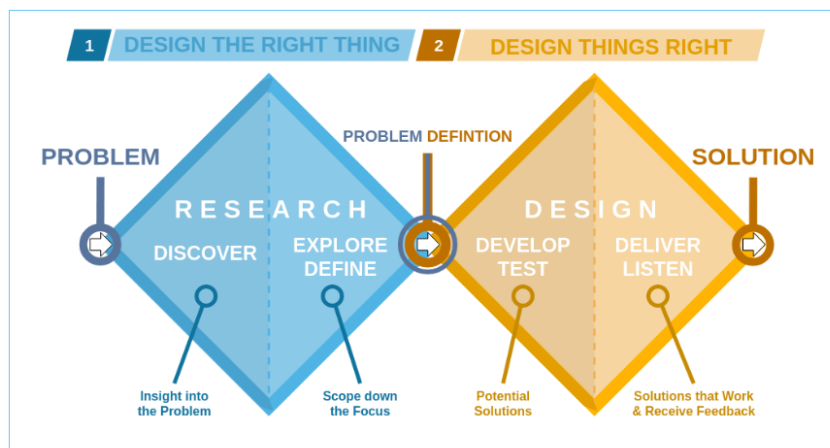 1 DESIGN THE RIGHT THING
2 DESIGN THINGS RIGHT
PROBLEM
PROBLEM DEFINTION
SOLUTION
RESEARCH
DISCOVER
EXPLORE
DEFINE
DESIGN
DEVELOP
TEST
DELIVER
LISTEN
Insight into
the Problem
Scope down
the Focus
Potential
Solutions
Solutions that Work
& Receive Feedback